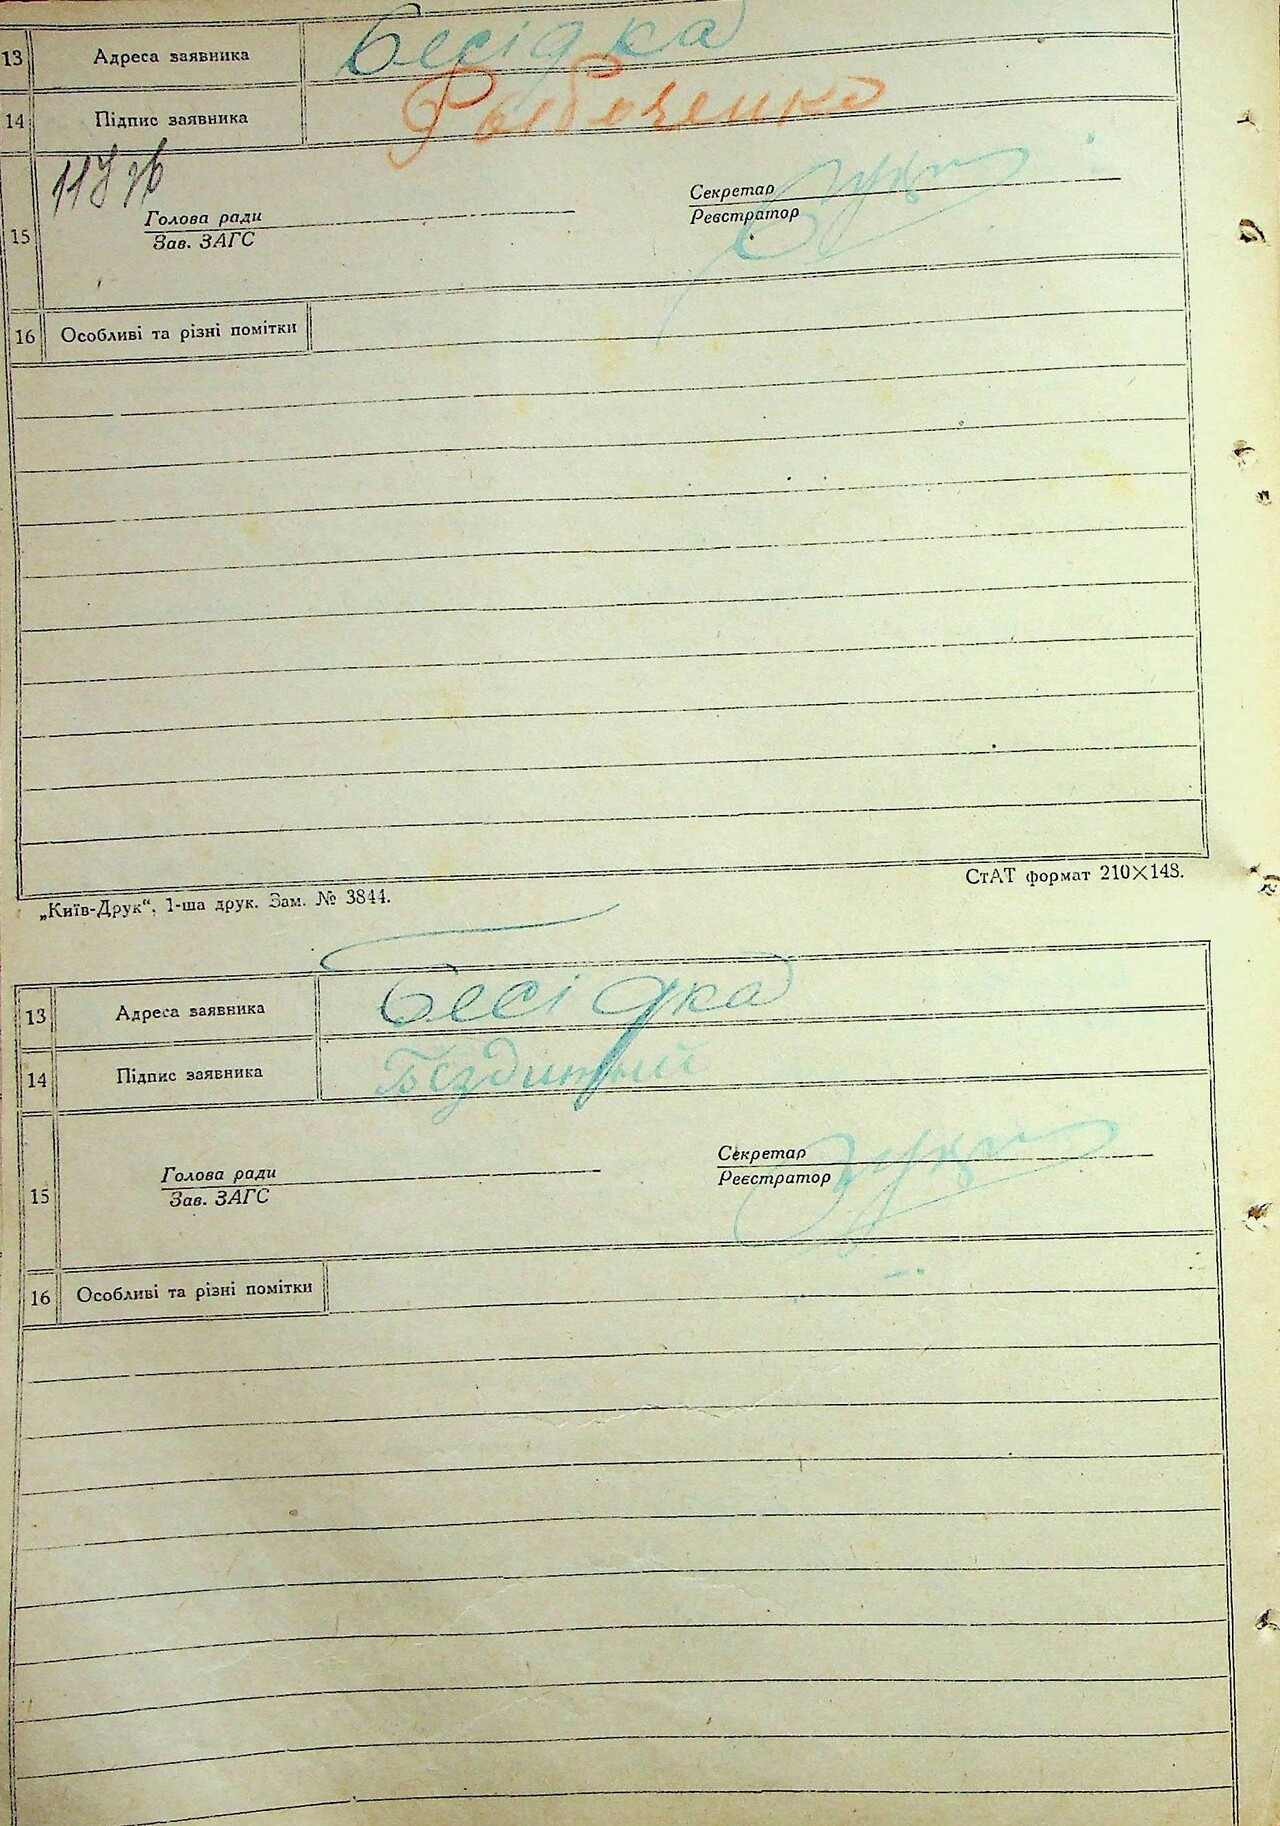 13 Адреса заявника Бесідка
14 Підпис заявника
15
Голова ради
Зав. ЗАГС
Секретар
Реєстратор
16 Особливі та різні помітки
„Київ-Друк“, 1-ша друк. Зам. № 3844.
СтАТ формат 210×148.
13 Адреса заявника Бесідка
14 Підпис заявника
15
Голова ради
Зав. ЗАГС
Секретар
Реєстратор
16 Особливі та різні помітки